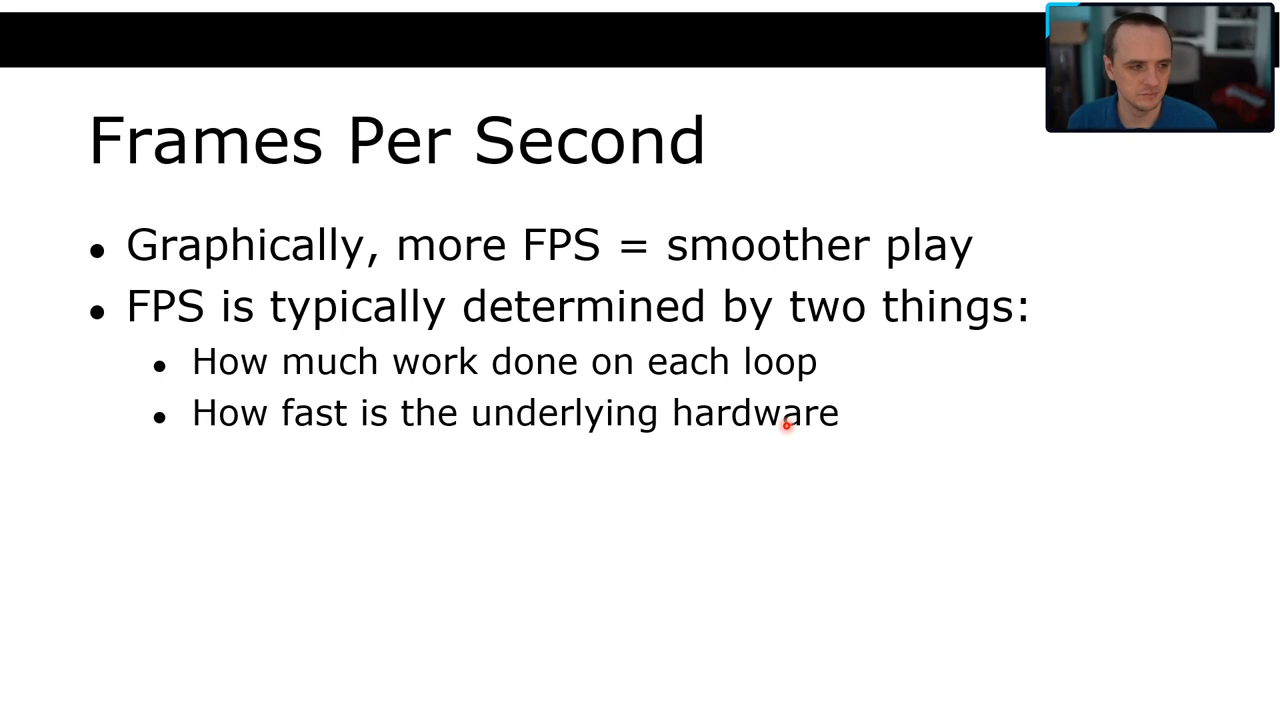 Frames Per Second
Graphically, more FPS = smoother play
FPS is typically determined by two things:
How much work done on each loop
How fast is the underlying hardware